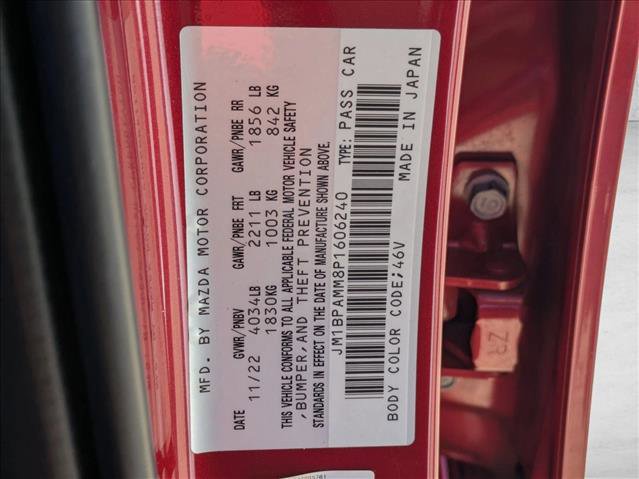 MFD. BY MAZDA MOTOR CORPORATION
DATE GVWR/PNBV GAWR/PNBE FRT GAWR/PNBE RR
11/22 4034LB 2211 LB 1856 LB
1830KG 1003 KG 842 KG
THIS VEHICLE CONFORMS TO ALL APPLICABLE FEDERAL MOTOR VEHICLE SAFETY
,BUMPER,AND THEFT PREVENTION
STANDARDS IN EFFECT ON THE DATE OF MANUFACTURE SHOWN ABOVE.
JM1BPAMM8P1606240 TYPE: PASS CAR
BODY COLOR CODE;46V MADE IN JAPAN
10
ZR